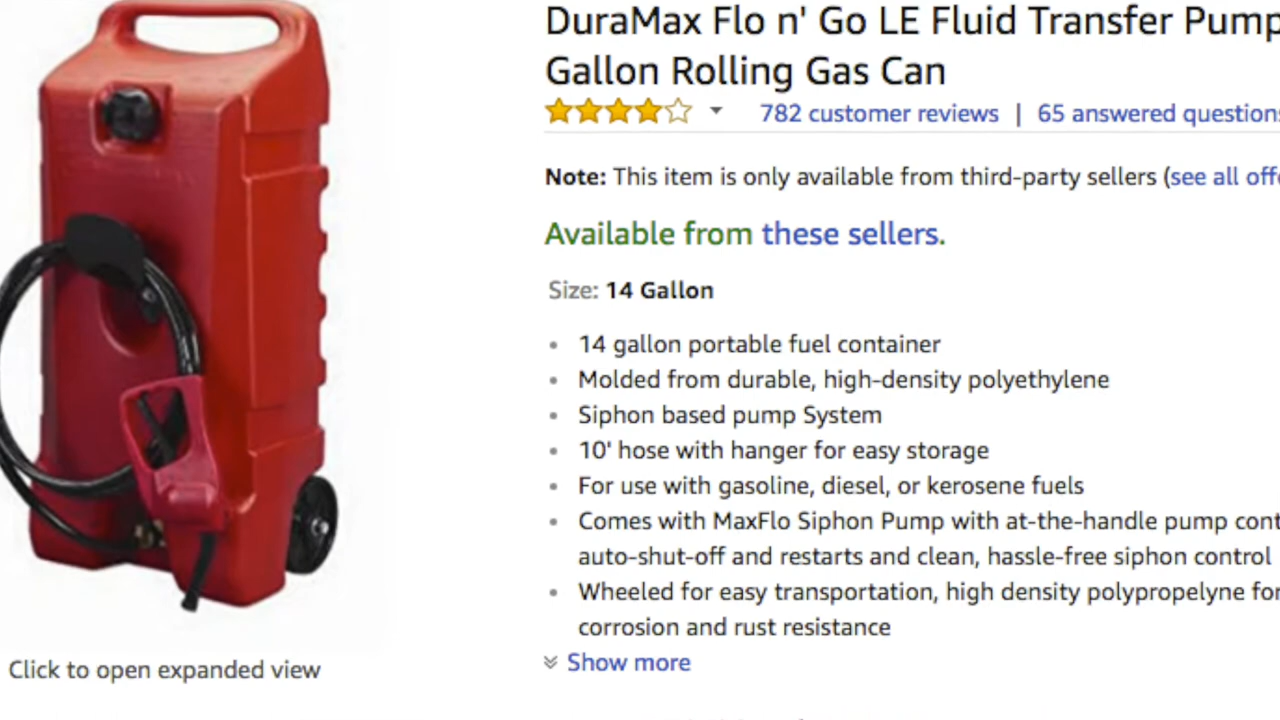 DuraMax Flo n' Go LE Fluid Transfer Pump
Gallon Rolling Gas Can
782 customer reviews | 65 answered questions
Note: This item is only available from third-party sellers (see all offe
Available from these sellers.
Size: 14 Gallon
14 gallon portable fuel container
Molded from durable, high-density polyethylene
Siphon based pump System
10' hose with hanger for easy storage
For use with gasoline, diesel, or kerosene fuels
Comes with MaxFlo Siphon Pump with at-the-handle pump cont
auto-shut-off and restarts and clean, hassle-free siphon control
Wheeled for easy transportation, high density polypropelyne for
corrosion and rust resistance
Show more
Click to open expanded view